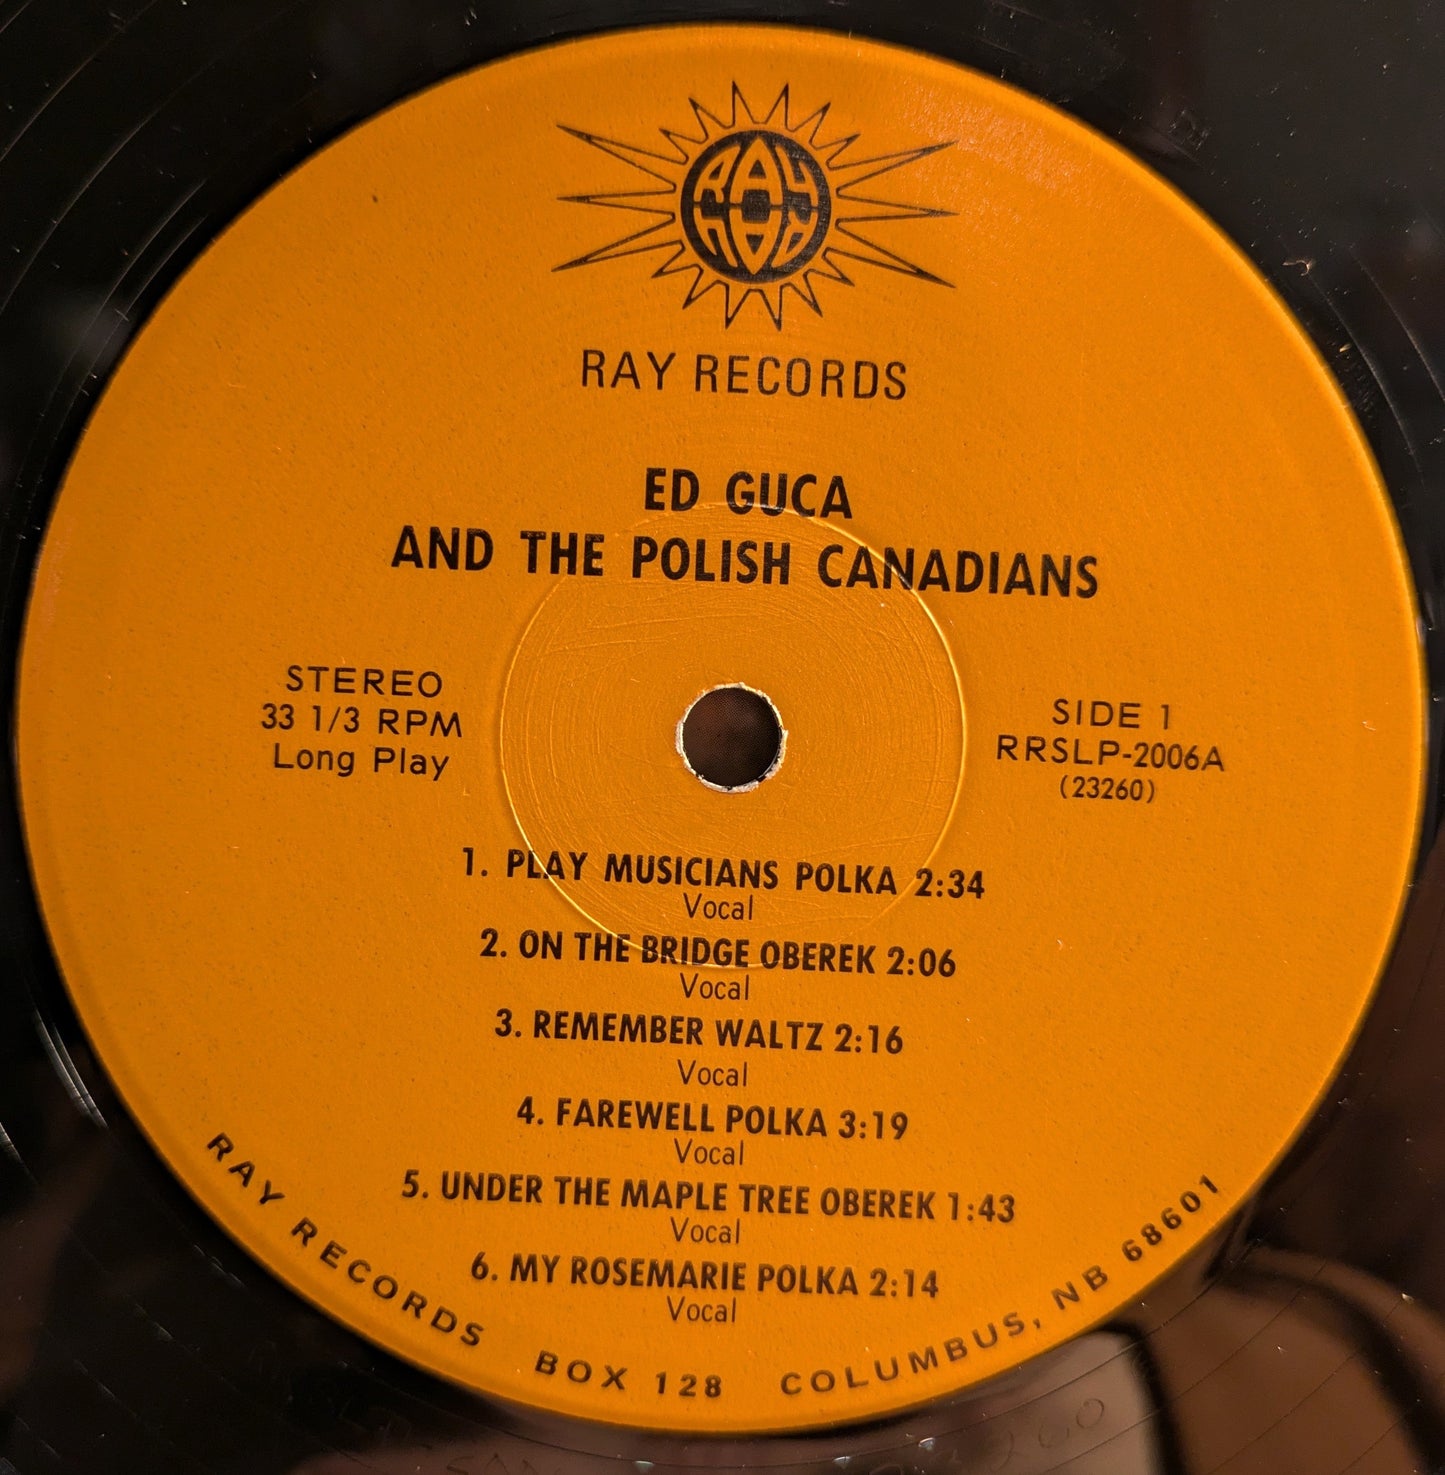 RAY
RAY RECORDS
ED GUCA
AND THE POLISH CANADIANS
STEREO
33 1/3 RPM
Long Play
SIDE 1
RRSLP-2006A
(23260)
1. PLAY MUSICIANS POLKA 2:34
Vocal
2. ON THE BRIDGE OBEREK 2:06
Vocal
3. REMEMBER WALTZ 2:16
Vocal
4. FAREWELL POLKA 3:19
Vocal
5. UNDER THE MAPLE TREE OBEREK 1:43
Vocal
6. MY ROSEMARIE POLKA 2:14
Vocal
RAY RECORDS BOX 128 COLUMBUS, NB 68601